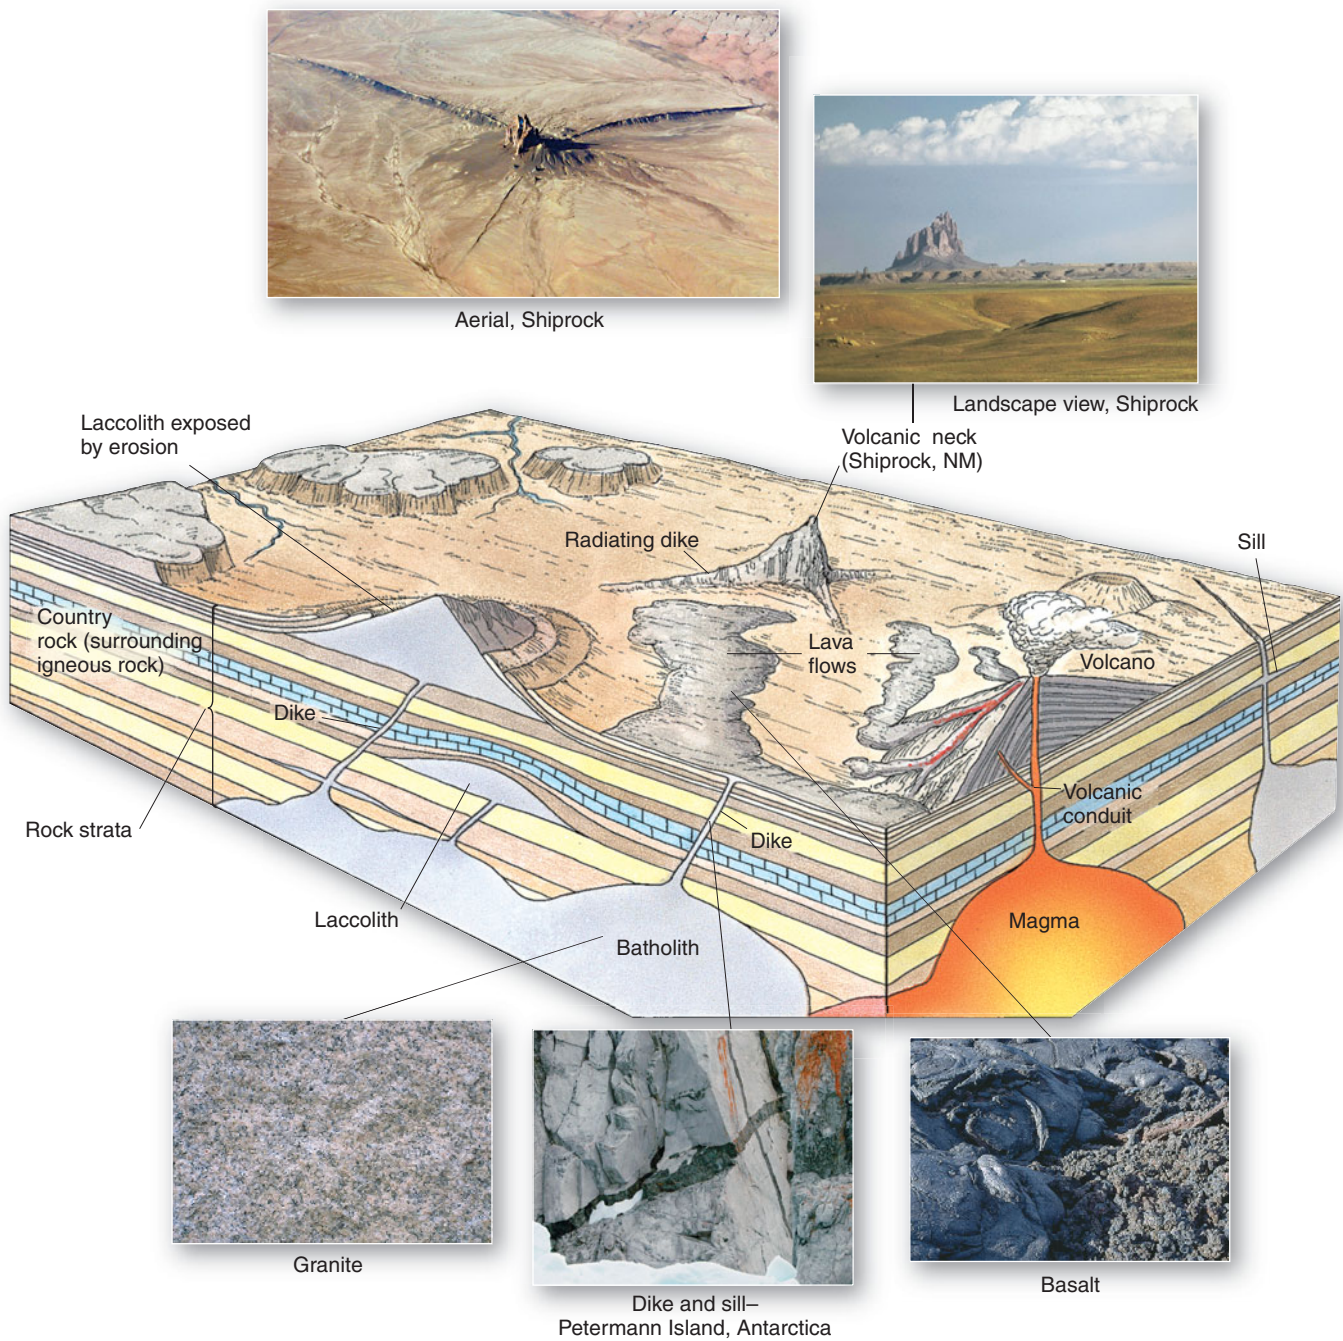 Aerial, Shiprock
Landscape view, Shiprock
Laccolith exposed
by erosion
Volcanic neck
(Shiprock, NM)
Radiating dike
Sill
Country
rock (surrounding
igneous rock)
Lava
flows
Volcano
Dike
Volcanic
conduit
Rock strata
Dike
Laccolith
Batholith
Magma
Granite
Dike and sill–
Petermann Island, Antarctica
Basalt